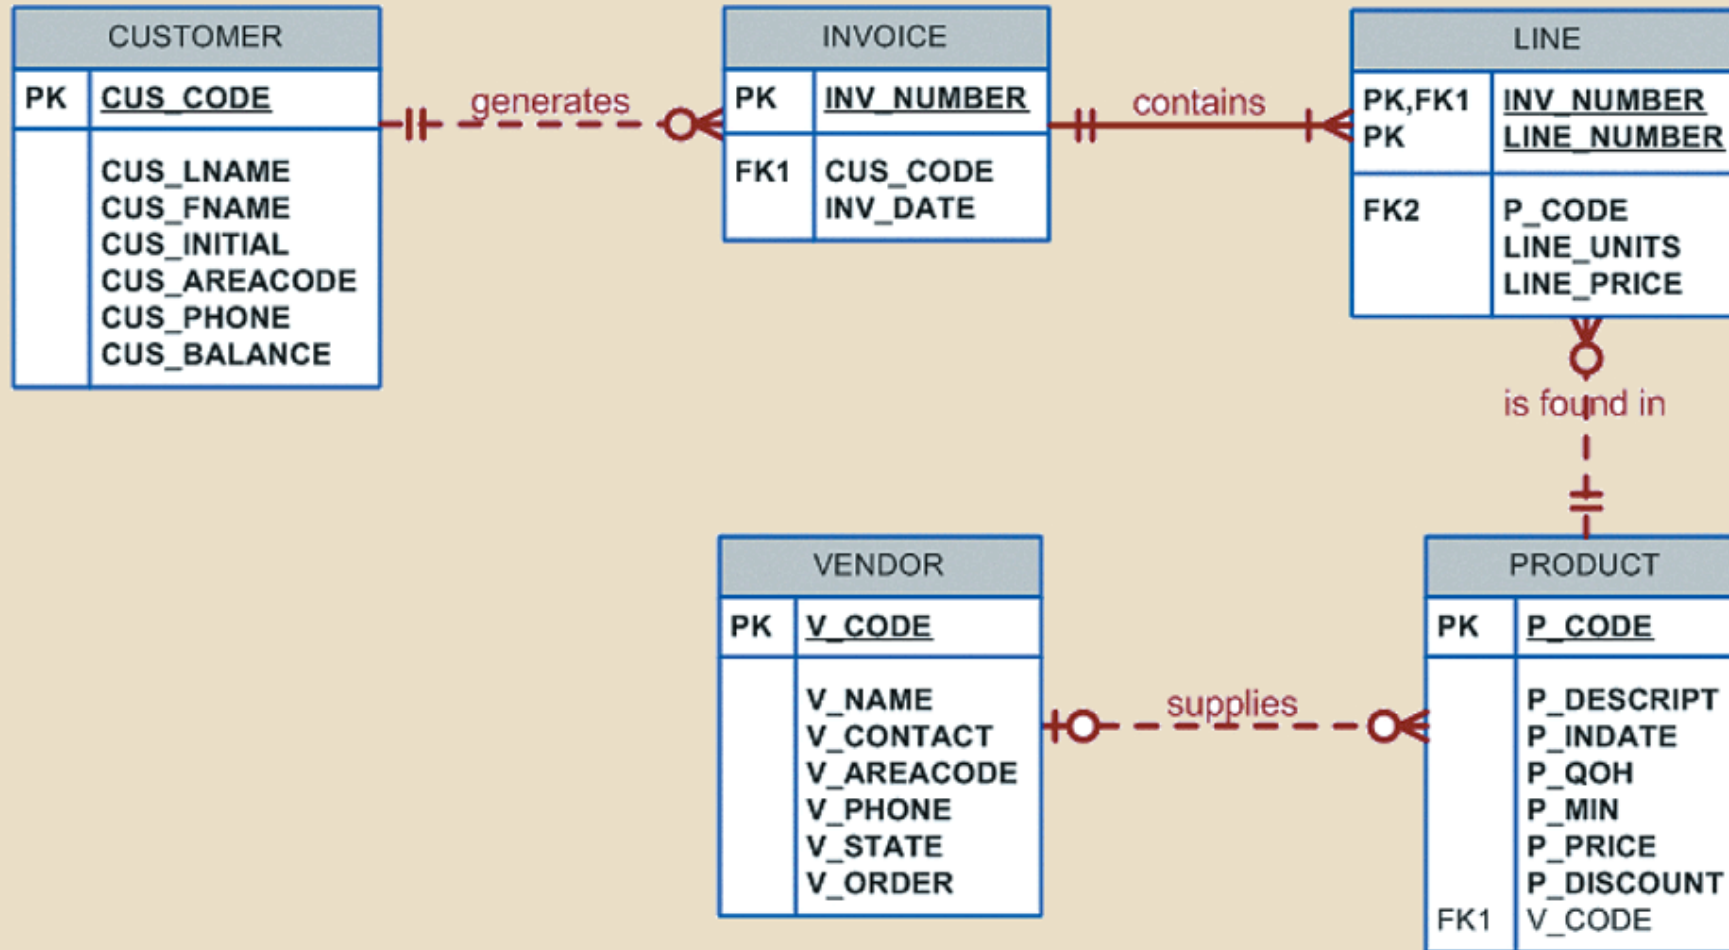 CUSTOMER
PK CUS_CODE
CUS_LNAME
CUS_FNAME
CUS_INITIAL
CUS_AREACODE
CUS_PHONE
CUS_BALANCE
generates
INVOICE
PK INV_NUMBER
FK1 CUS_CODE
INV_DATE
contains
LINE
PK,FK1 INV_NUMBER
PK LINE_NUMBER
FK2 P_CODE
LINE_UNITS
LINE_PRICE
is found in
VENDOR
PK V_CODE
V_NAME
V_CONTACT
V_AREACODE
V_PHONE
V_STATE
V_ORDER
supplies
PRODUCT
PK P_CODE
P_DESCRIPT
P_INDATE
P_QOH
P_MIN
P_PRICE
P_DISCOUNT
FK1 V_CODE